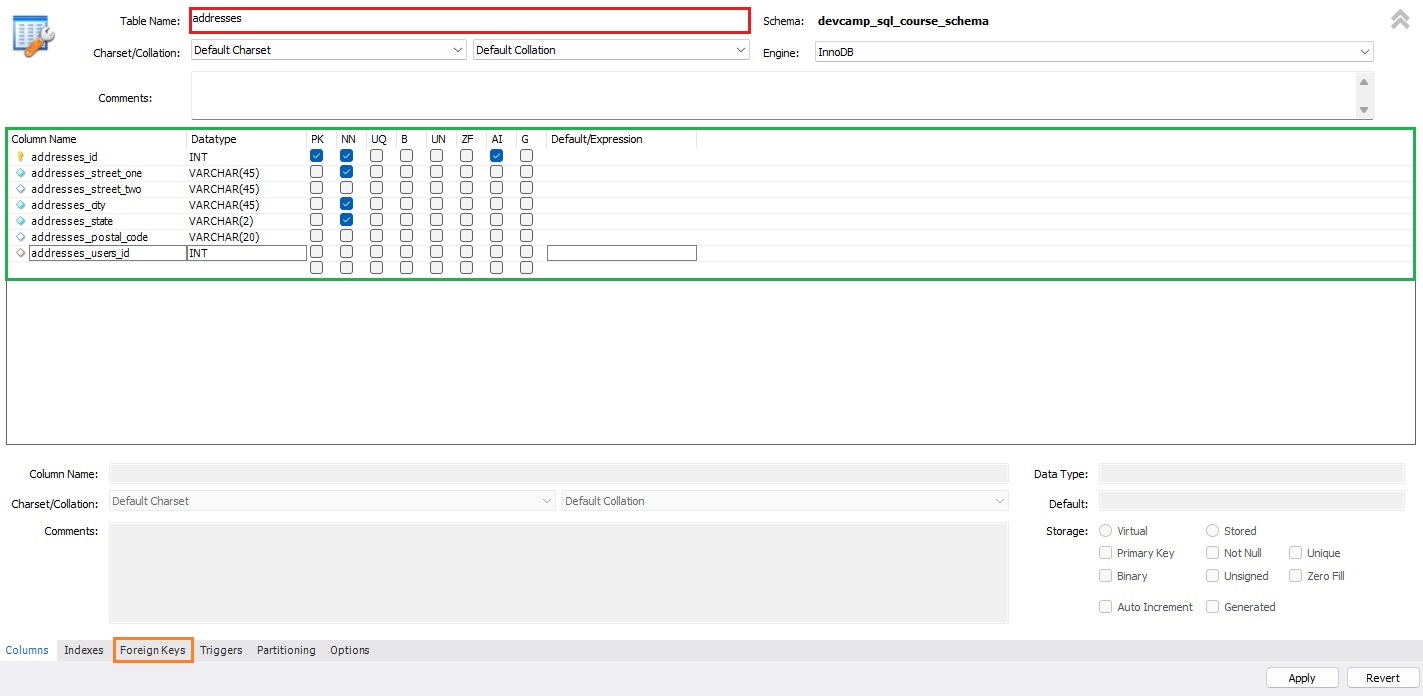 Table Name: addresses Schema: devcamp_sql_course_schema
Charset/Collation: Default Charset Default Collation Engine: InnoDB
Comments:
Column Name Datatype PK NN UQ B UN ZF AI G Default/Expression
addresses_id INT
addresses_street_one VARCHAR(45)
addresses_street_two VARCHAR(45)
addresses_city VARCHAR(45)
addresses_state VARCHAR(2)
addresses_postal_code VARCHAR(20)
addresses_users_id INT
Column Name: Data Type:
Charset/Collation: Default Charset Default Collation Default:
Comments: Storage: Virtual Stored
Primary Key Not Null Unique
Binary Unsigned Zero Fill
Auto Increment Generated
Columns Indexes Foreign Keys Triggers Partitioning Options
Apply Revert